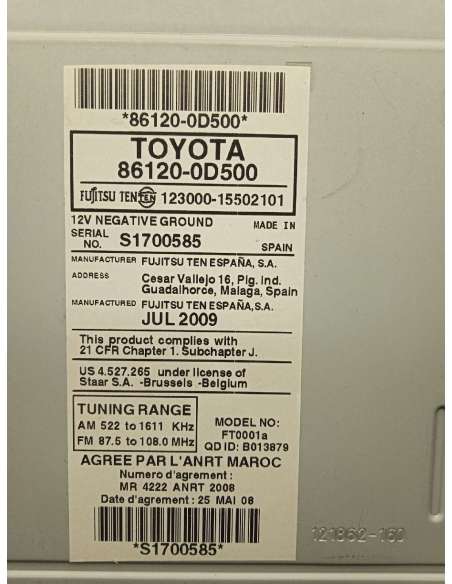 *86120-0D500*
TOYOTA
86120-0D500
FUJITSU TEN TEN 123000-15502101
12V NEGATIVE GROUND MADE IN
SERIAL NO. S1700585 SPAIN
MANUFACTURER FUJITSU TEN ESPAÑA, S.A.
ADDRESS Cesar Vallejo 16, Plg. Ind.
Guadalhorce, Malaga, Spain
MANUFACTURED FUJITSU TEN ESPAÑA,S.A.
JUL 2009
This product complies with
21 CFR Chapter 1. Subchapter J.
US 4.527.265 under license of
Staar S.A. -Brussels -Belgium
TUNING RANGE
AM 522 to 1611 KHz
FM 87.5 to 108.0 MHz
MODEL NO:
FT0001a
QD ID: B013879
AGREE PAR L'ANRT MAROC
Numero d'agrement :
MR 4222 ANRT 2008
Date d'agrement : 25 MAI 08
*S1700585*
121862-160